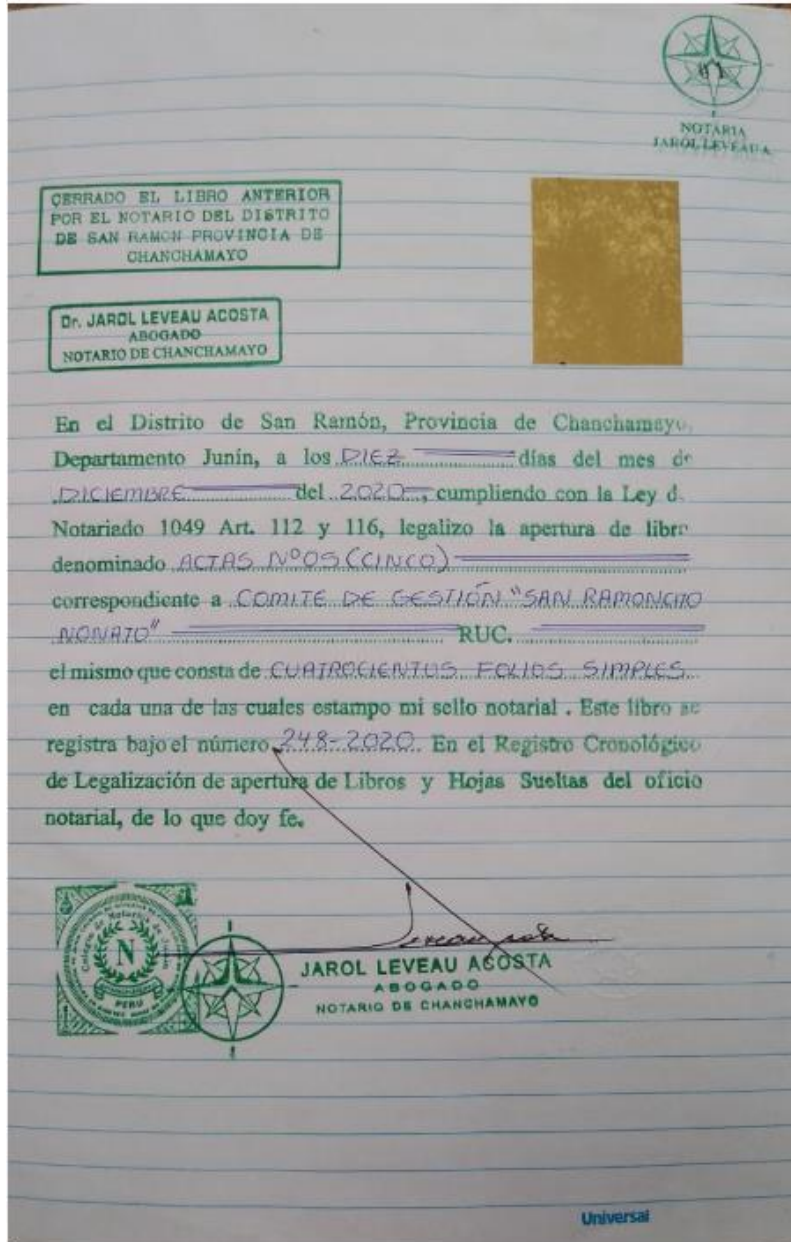 01
NOTARIA
JAROL LEVEAU A
CERRADO EL LIBRO ANTERIOR
POR EL NOTARIO DEL DISTRITO
DE SAN RAMON PROVINCIA DE
CHANCHAMAYO
Dr. JAROL LEVEAU ACOSTA
ABOGADO
NOTARIO DE CHANCHAMAYO
En el Distrito de San Ramón, Provincia de Chanchamayo,
Departamento Junín, a los DIEZ días del mes de
DICIEMBRE del 2020, cumpliendo con la Ley d
Notariado 1049 Art. 112 y 116, legalizo la apertura de libro
denominado ACTAS N°05 (CINCO)
correspondiente a COMITE DE GESTIÓN "SAN RAMONCITO
NONATO" RUC.
el mismo que consta de CUATROCIENTOS FOLIOS SIMPLES
en cada una de las cuales estampo mi sello notarial . Este libro se
registra bajo el número 248-2020. En el Registro Cronológico
de Legalización de apertura de Libros y Hojas Sueltas del oficio
notarial, de lo que doy fe.
Colegio de Notarios de Junín
N
PERU
JAROL LEVEAU ACOSTA
ABOGADO
NOTARIO DE CHANCHAMAYO
Universal